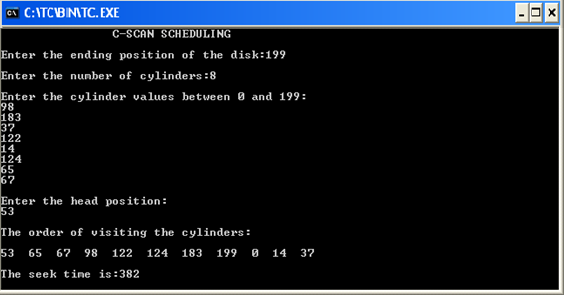 C:\TC\BIN\TC.EXE
C-SCAN SCHEDULING
Enter the ending position of the disk:199
Enter the number of cylinders:8
Enter the cylinder values between 0 and 199:
98
183
37
122
14
124
65
67
Enter the head position:
53
The order of visiting the cylinders:
53 65 67 98 122 124 183 199 0 14 37
The seek time is:382